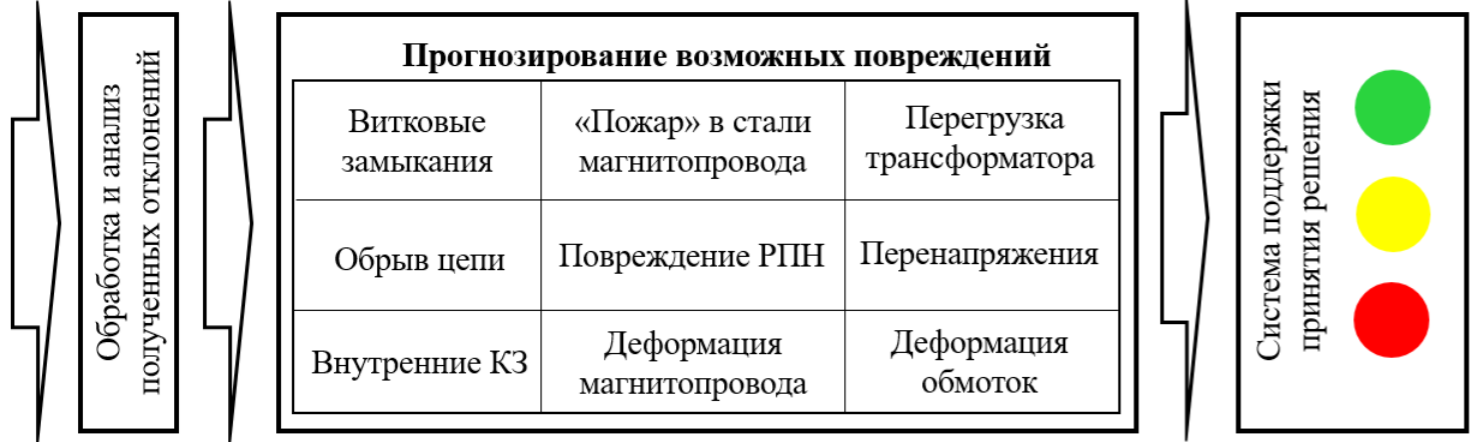 Обработка и анализ
полученных отклонений
Прогнозирование возможных повреждений
Витковые
замыкания
«Пожар» в стали
магнитопровода
Перегрузка
трансформатора
Обрыв цепи
Повреждение РПН
Перенапряжения
Внутренние КЗ
Деформация
магнитопровода
Деформация
обмоток
Система поддержки
принятия решения